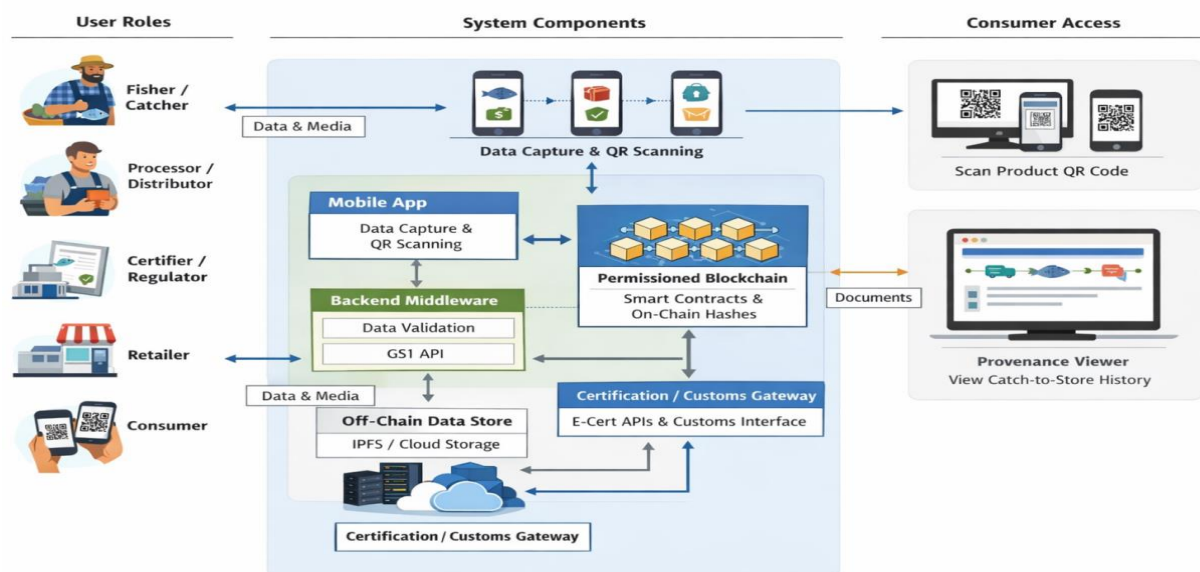 User Roles
System Components
Consumer Access
Fisher /
Catcher
Data & Media
Processor /
Distributor
Certifier /
Regulator
Retailer
Data & Media
Consumer
$
Data Capture & QR Scanning
Mobile App
Data Capture &
QR Scanning
Permissioned Blockchain
Smart Contracts &
On-Chain Hashes
Backend Middleware
Data Validation
GS1 API
Certification / Customs Gateway
E-Cert APIs & Customs Interface
Off-Chain Data Store
IPFS / Cloud Storage
Certification / Customs Gateway
Scan Product QR Code
Documents
Provenance Viewer
View Catch-to-Store History